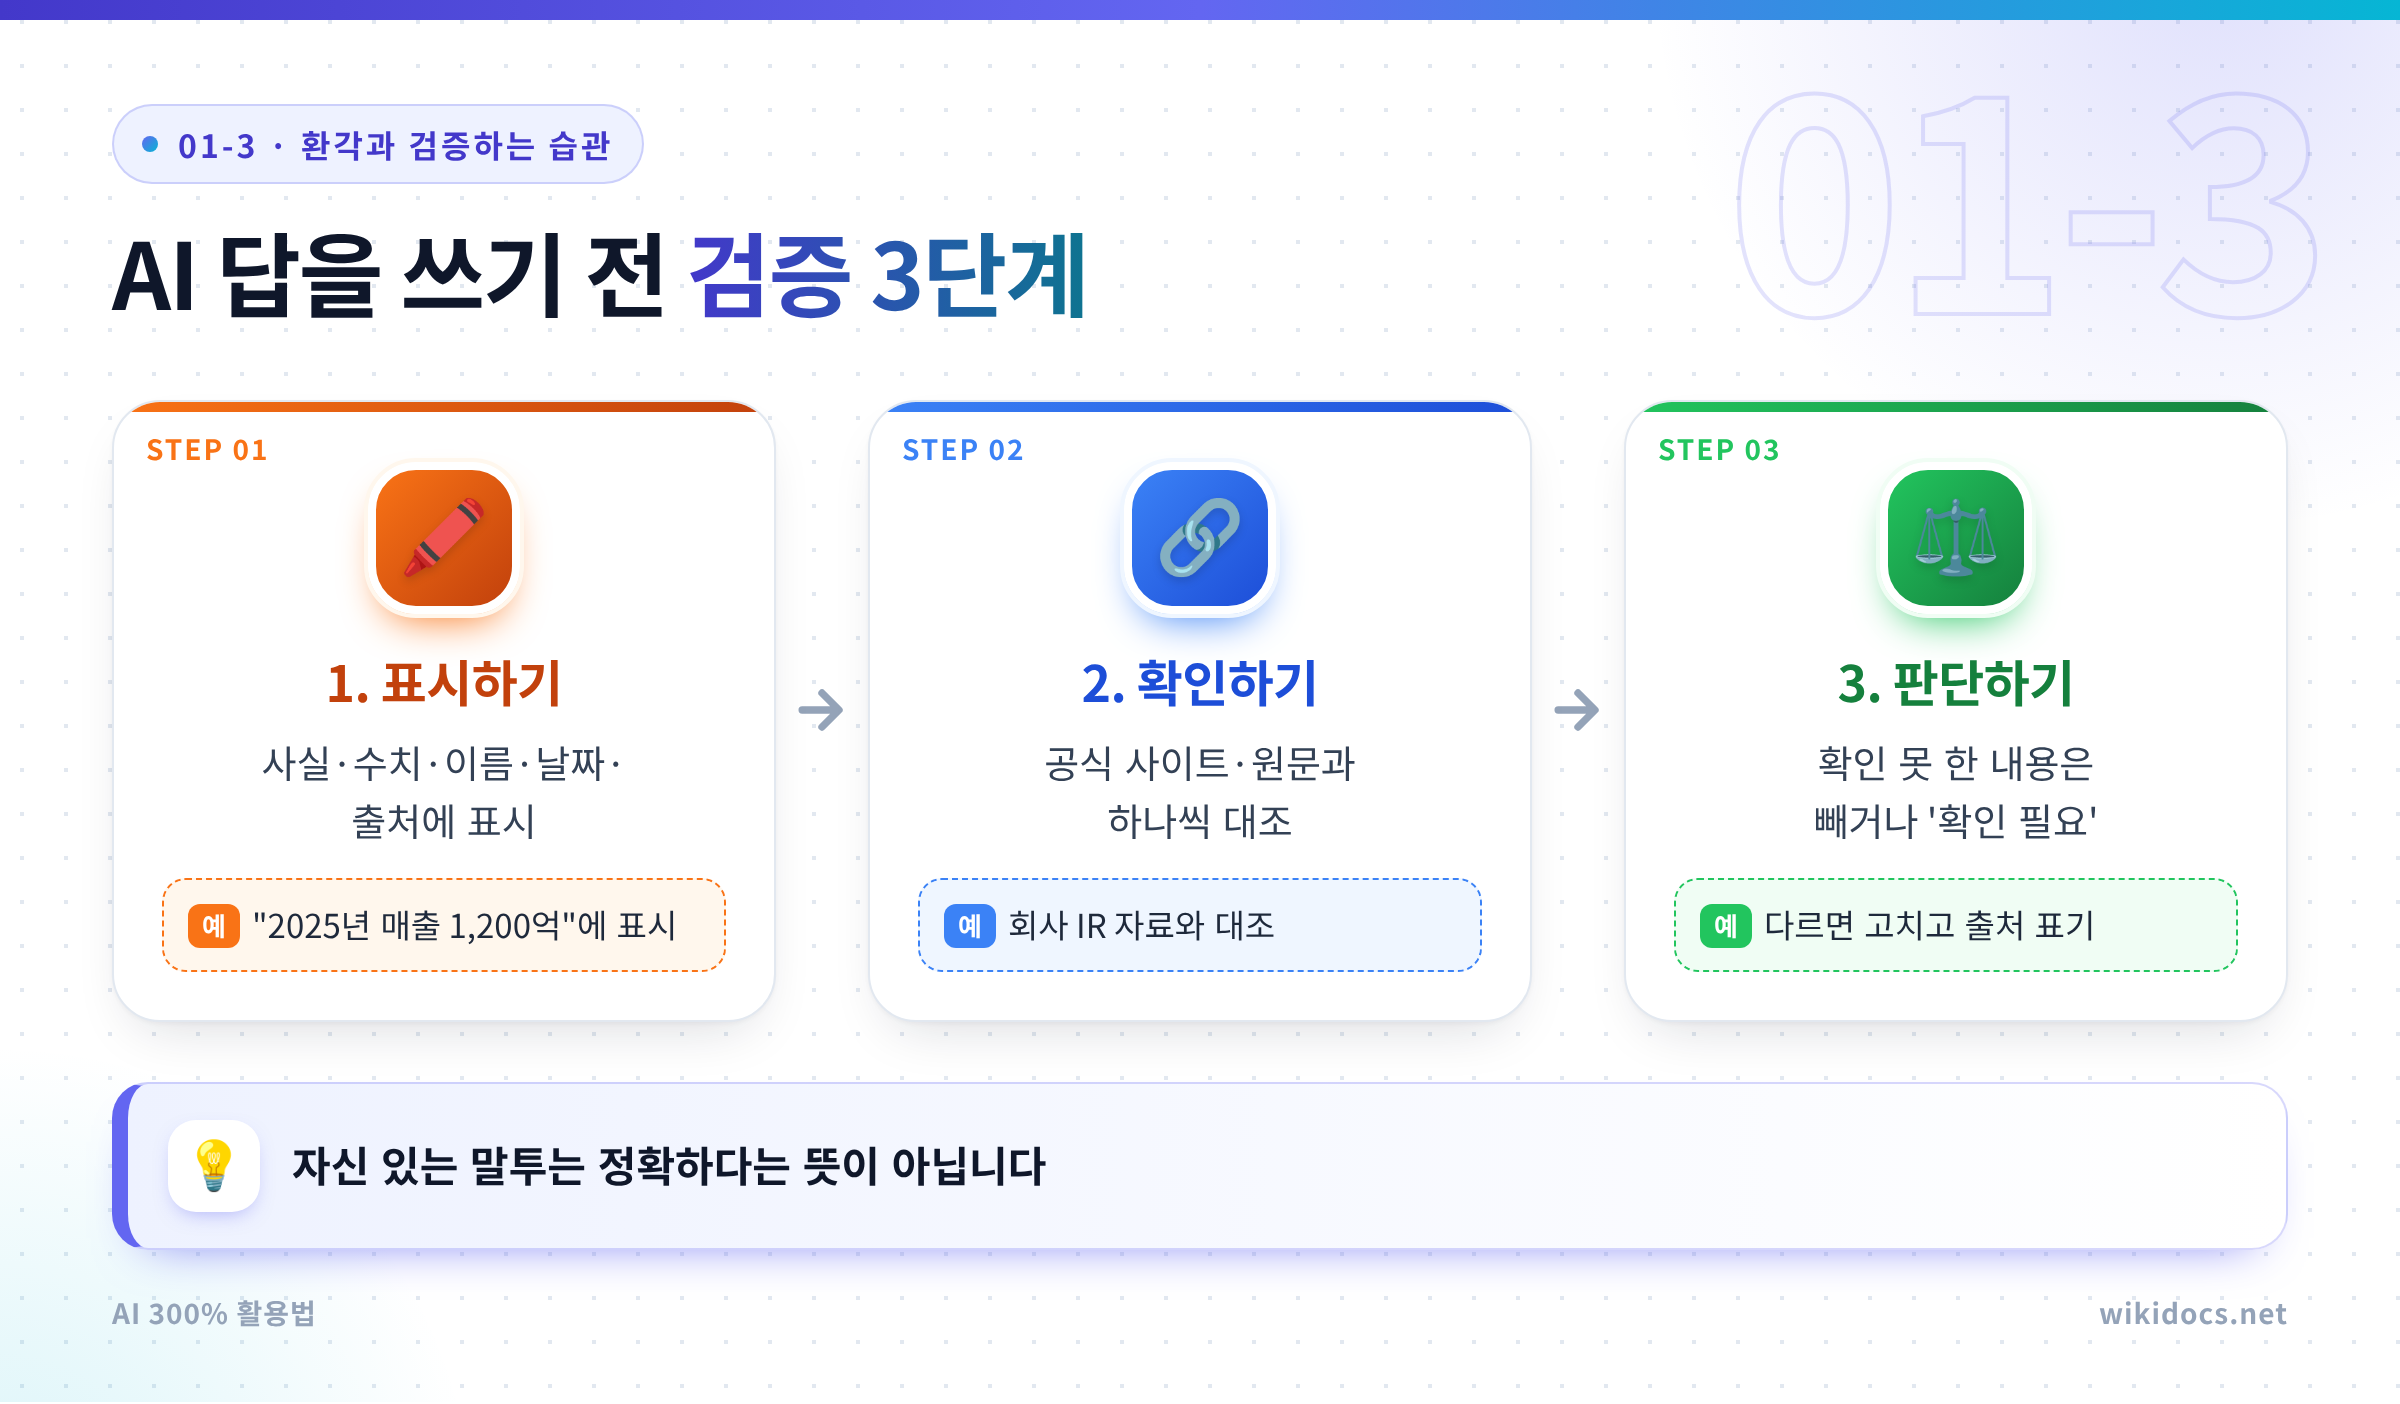 01-3 · 환각과 검증하는 습관
01-3
AI 답을 쓰기 전 검증 3단계
STEP 01
1. 표시하기
사실·수치·이름·날짜·
출처에 표시
예 "2025년 매출 1,200억"에 표시
STEP 02
2. 확인하기
공식 사이트·원문과
하나씩 대조
예 회사 IR 자료와 대조
STEP 03
3. 판단하기
확인 못 한 내용은
빼거나 '확인 필요'
예 다르면 고치고 출처 표기
자신 있는 말투는 정확하다는 뜻이 아닙니다
AI 300% 활용법
wikidocs.net